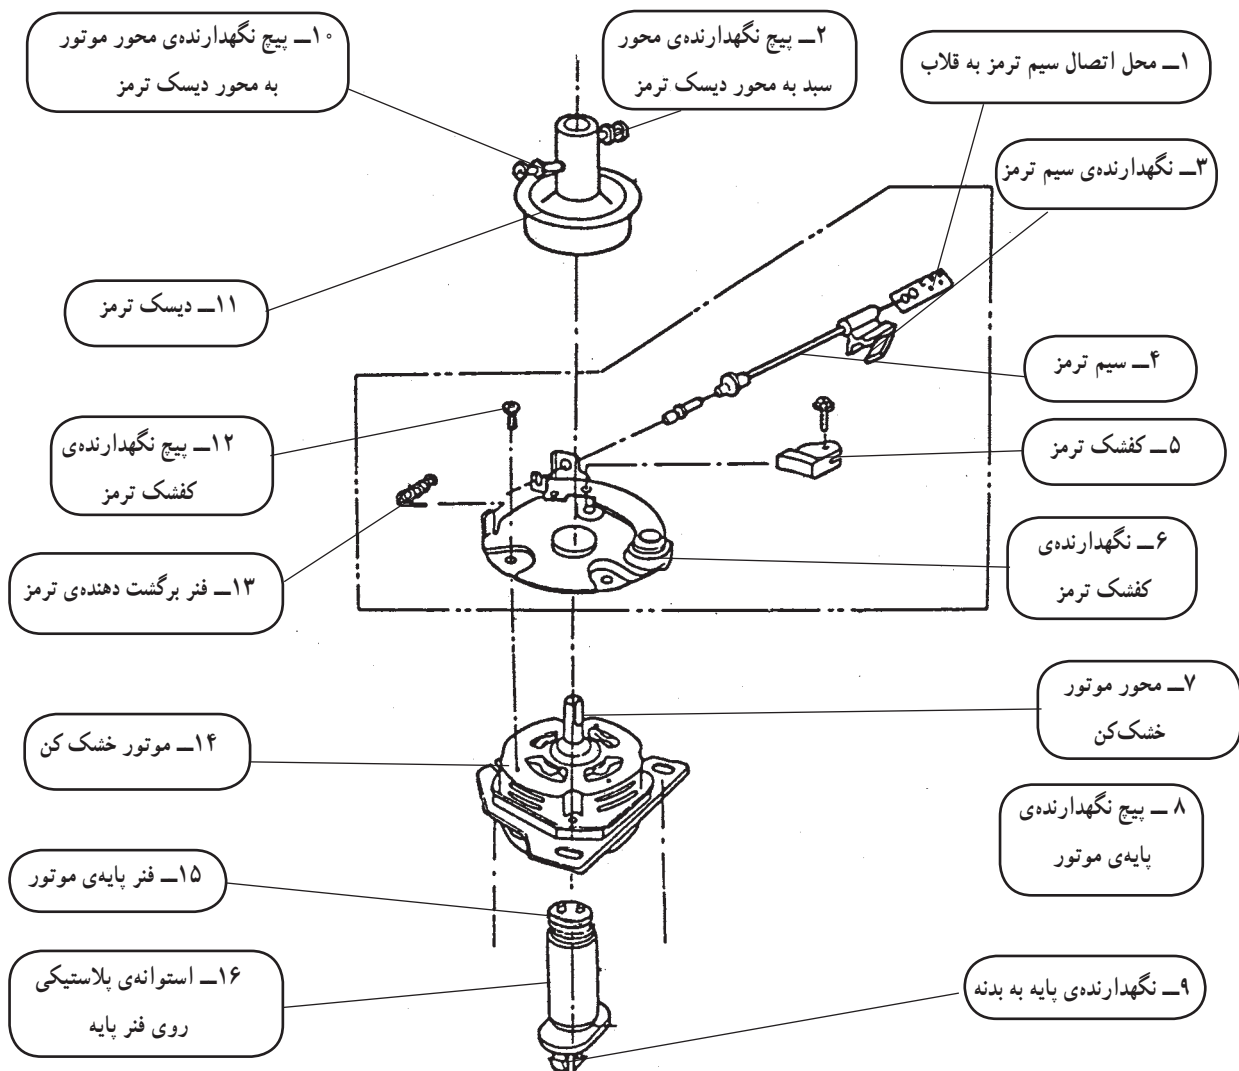 ۱ــ محل اتصال سیم ترمز به قلاب
۲ــ پیچ نگهدارنده‌ی محور
سبد به محور دیسک ترمز
۳ــ نگهدارنده‌ی سیم ترمز
۴ــ سیم ترمز
۵ــ کفشک ترمز
۶ــ نگهدارنده‌ی
کفشک ترمز
۷ــ محور موتور
خشک‌کن
۸ ــ پیچ نگهدارنده‌ی
پایه‌ی موتور
۹ــ نگهدارنده‌ی پایه به بدنه
۱۰ــ پیچ نگهدارنده‌ی محور موتور
به محور دیسک ترمز
۱۱ــ دیسک ترمز
۱۲ــ پیچ نگهدارنده‌ی
کفشک ترمز
۱۳ــ فنر برگشت دهنده‌ی ترمز
۱۴ــ موتور خشک کن
۱۵ــ فنر پایه‌ی موتور
۱۶ــ استوانه‌ی پلاستیکی
روی فنر پایه